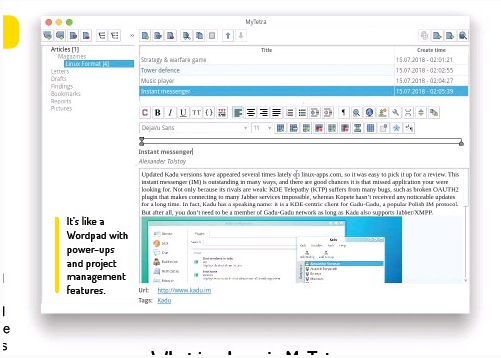 MyTetra
Articles [1]
Magazines
Linux Format [4]
Letters
Drafts
Findings
Bookmarks
Reports
Pictures
Title Create time
Strategy & warfare game 15.07.2018 - 02:01:21
Tower defence 15.07.2018 - 02:02:55
Music player 15.07.2018 - 02:04:27
Instant messenger 15.07.2018 - 02:05:39
DejaVu Sans 11
Instant messenger
Alexander Tolstoy
Updated Kadu versions have appeared several times lately on linux-apps.com, so it was easy to pick it up for a review. This
instant messenger (IM) is outstanding in many ways, and there are good chances it is that missed application your were
looking for. Not only because its rivals are weak: KDE Telepathy (KTP) suffers from many bugs, such as broken OAUTH2
plugin that makes connecting to Jabber services impossible, whereas Kopete hasn't received any noticeable updates
for a long time. In fact, Kadu has a speaking name: it is a KDE-centric client for Gadu-Gadu, a popular Polish IM protocol.
But after all, you don't need to be a member of Gadu-Gadu network as long as Kadu also supports Jabber/XMPP.
Url: http://www.kadu.im
Tags: Kadu
It's like a
Wordpad with
power-ups
and project
management
features.